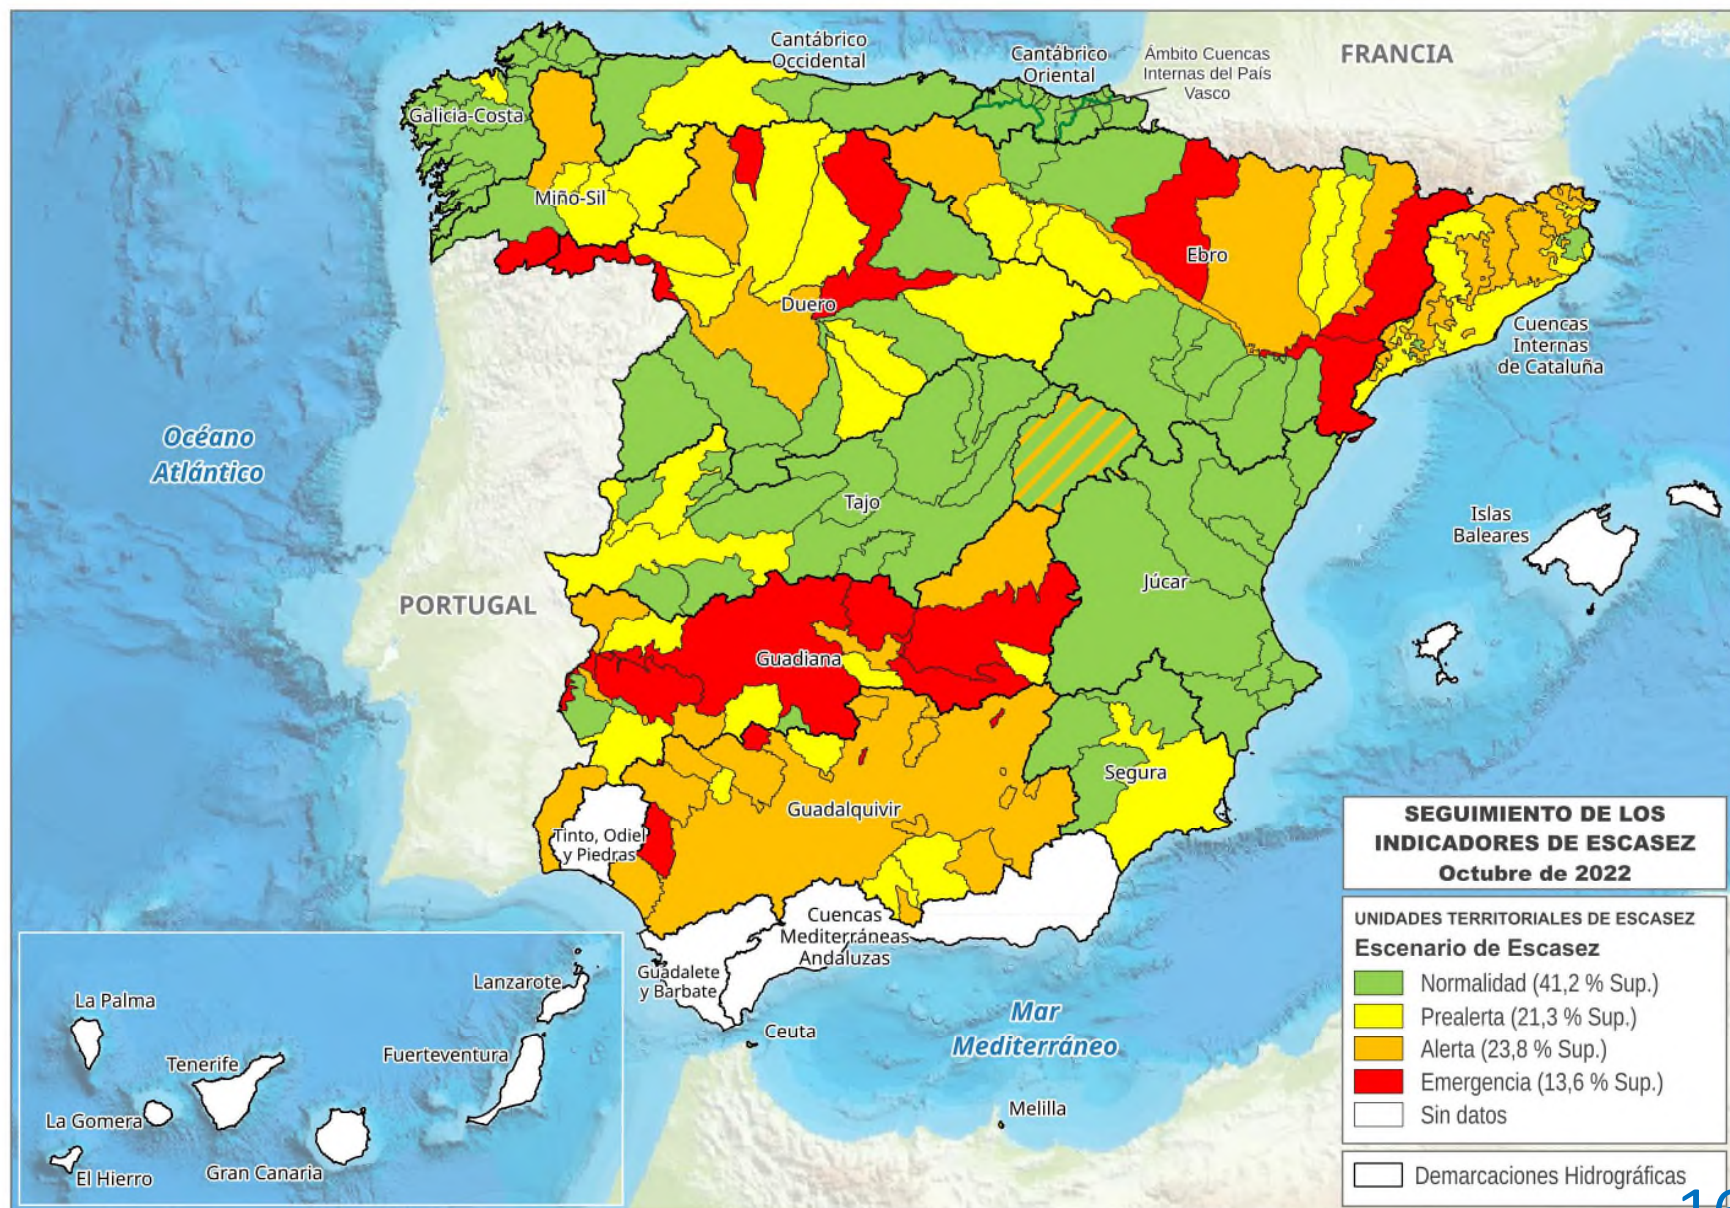 Cantábrico
Occidental
Cantábrico
Oriental
Ámbito Cuencas
Internas del País
Vasco
FRANCIA
Galicia-Costa
Miño-Sil
Ebro
Duero
Cuencas
Internas
de Cataluña
Océano
Atlántico
Tajo
Islas
Baleares
Júcar
PORTUGAL
Guadiana
Segura
Guadalquivir
Tinto, Odiel
y Piedras
Cuencas
Mediterráneas
Andaluzas
Guadalete
y Barbate
Ceuta
Mar
Mediterráneo
Melilla
Lanzarote
La Palma
Fuerteventura
Tenerife
La Gomera
Gran Canaria
El Hierro
SEGUIMIENTO DE LOS
INDICADORES DE ESCASEZ
Octubre de 2022
UNIDADES TERRITORIALES DE ESCASEZ
Escenario de Escasez
Normalidad (41,2 % Sup.)
Prealerta (21,3 % Sup.)
Alerta (23,8 % Sup.)
Emergencia (13,6 % Sup.)
Sin datos
Demarcaciones Hidrográficas